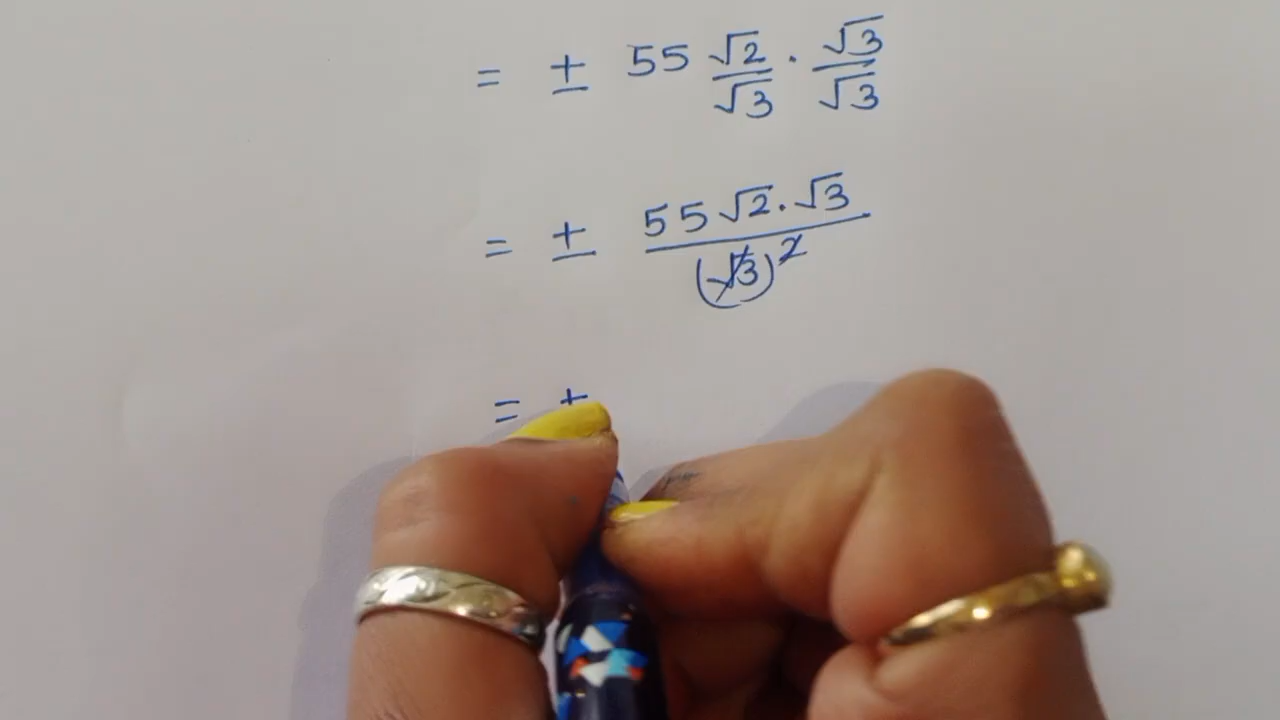 = ± 55 √2/√3 · √3/√3
= ± 55√2·√3/(√3)²
= ±